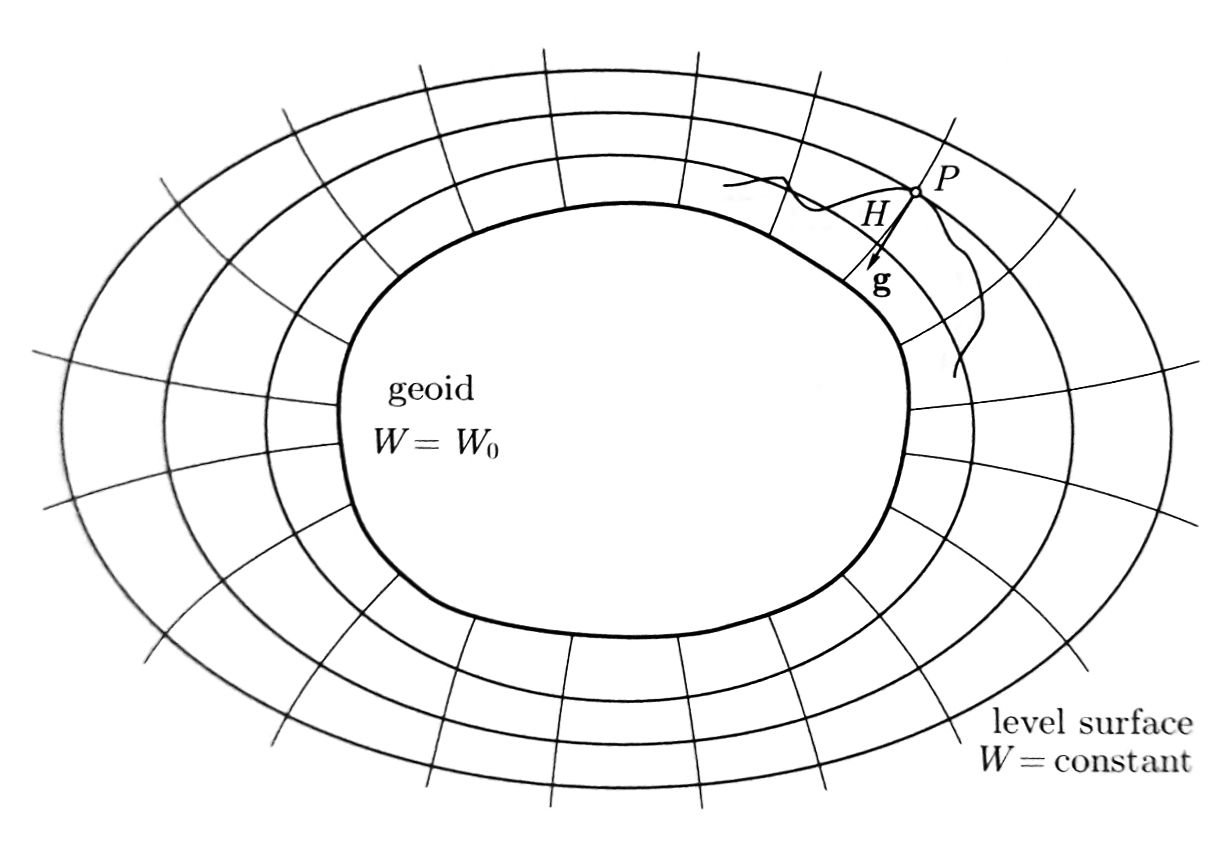 P
H
g
geoid
W = W₀
level surface
W = constant